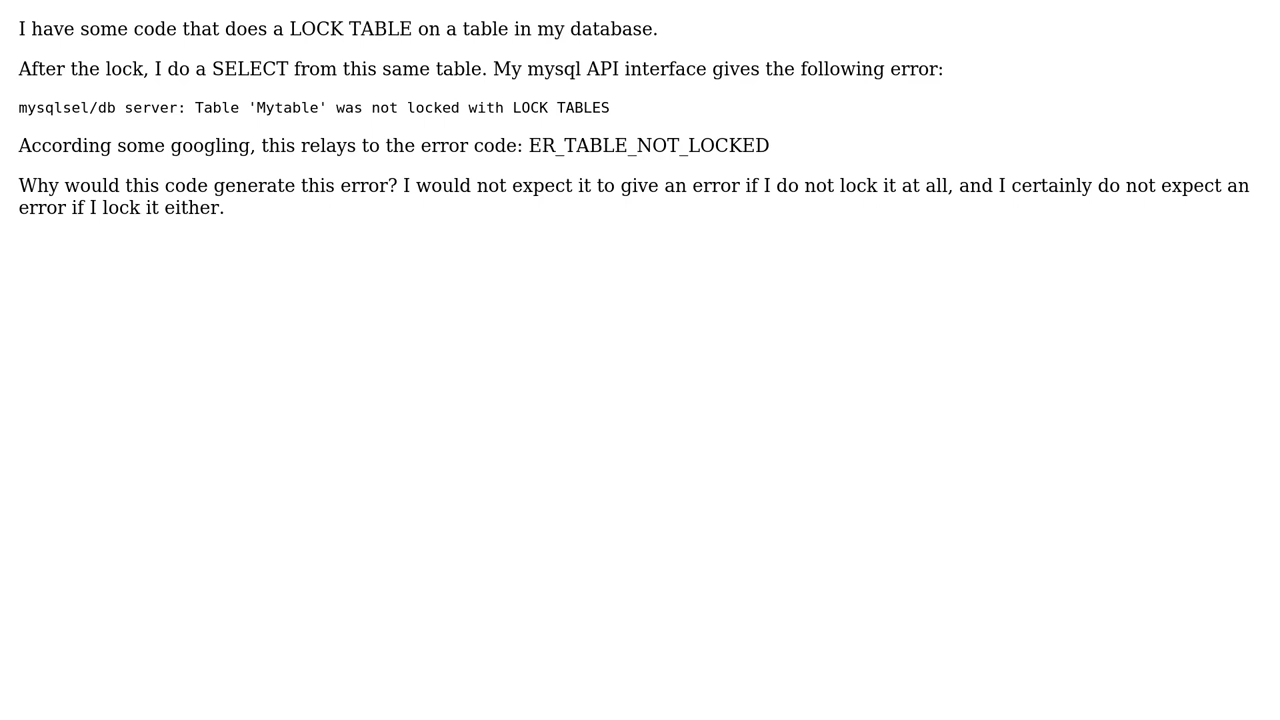 I have some code that does a LOCK TABLE on a table in my database.
After the lock, I do a SELECT from this same table. My mysql API interface gives the following error:
mysqlsel/db server: Table 'Mytable' was not locked with LOCK TABLES
According some googling, this relays to the error code: ER_TABLE_NOT_LOCKED
Why would this code generate this error? I would not expect it to give an error if I do not lock it at all, and I certainly do not expect an
error if I lock it either.